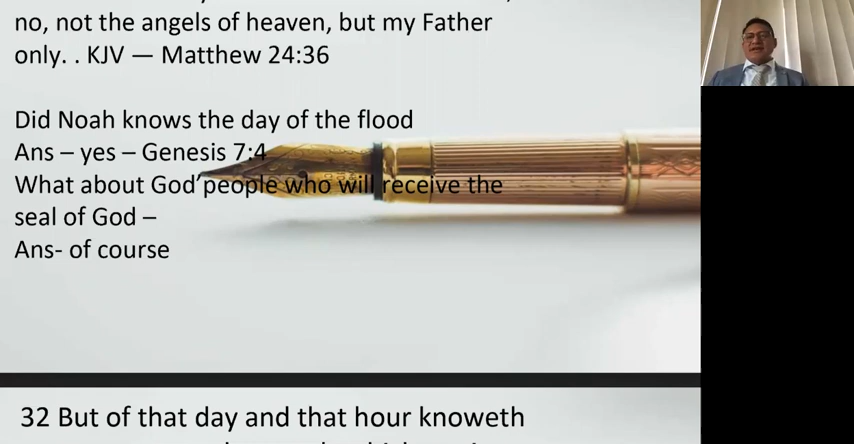 no, not the angels of heaven, but my Father
only. . KJV — Matthew 24:36
Did Noah knows the day of the flood
Ans – yes – Genesis 7:4
What about God’people who will receive the
seal of God –
Ans- of course
32 But of that day and that hour knoweth